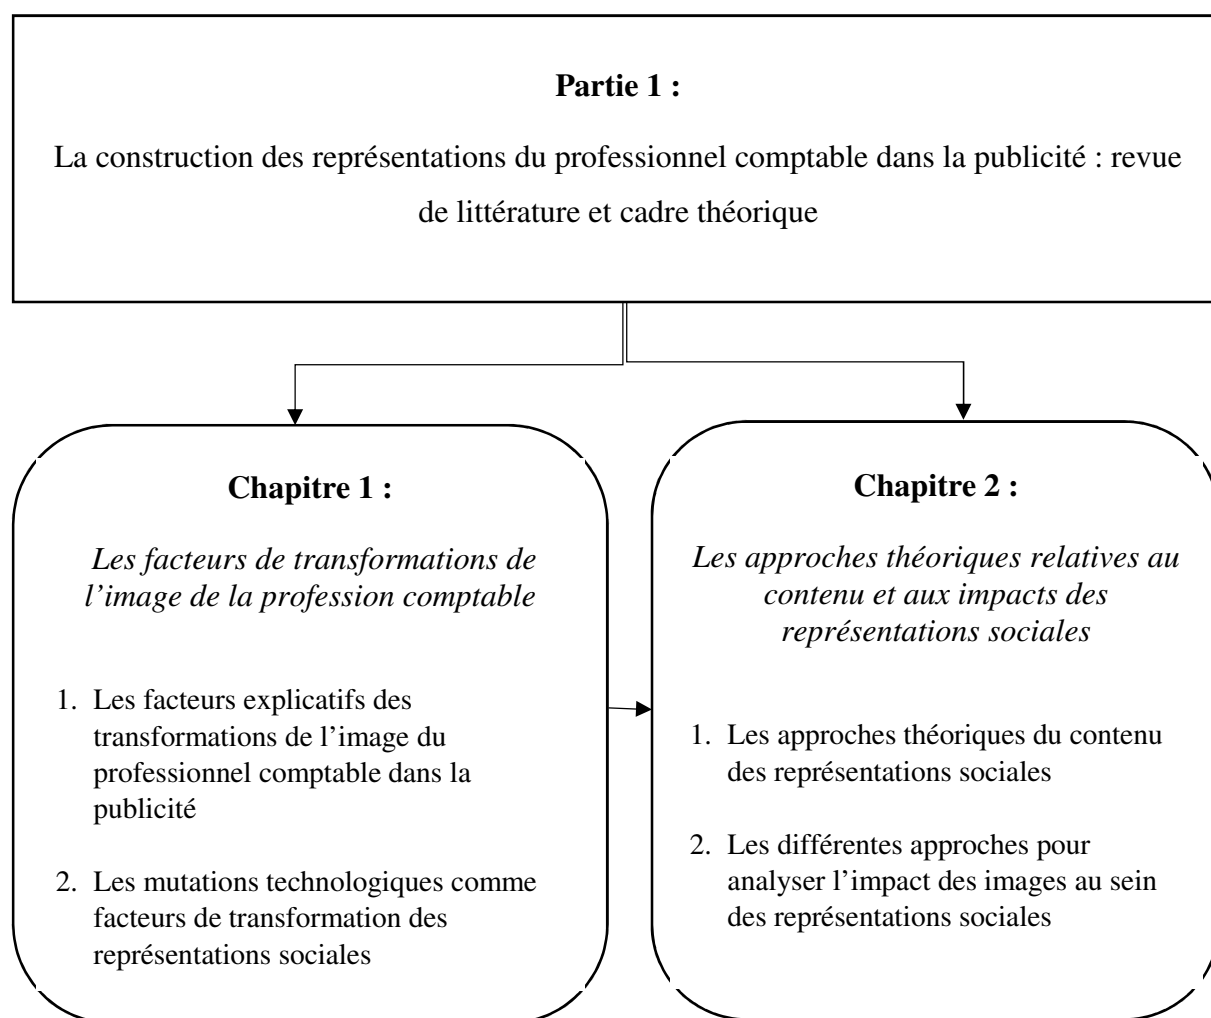 Partie 1 :
La construction des représentations du professionnel comptable dans la publicité : revue
de littérature et cadre théorique
Chapitre 1 :
Les facteurs de transformations de
l’image de la profession comptable
1. Les facteurs explicatifs des
transformations de l’image du
professionnel comptable dans la
publicité
2. Les mutations technologiques comme
facteurs de transformation des
représentations sociales
Chapitre 2 :
Les approches théoriques relatives au
contenu et aux impacts des
représentations sociales
1. Les approches théoriques du contenu
des représentations sociales
2. Les différentes approches pour
analyser l’impact des images au sein
des représentations sociales